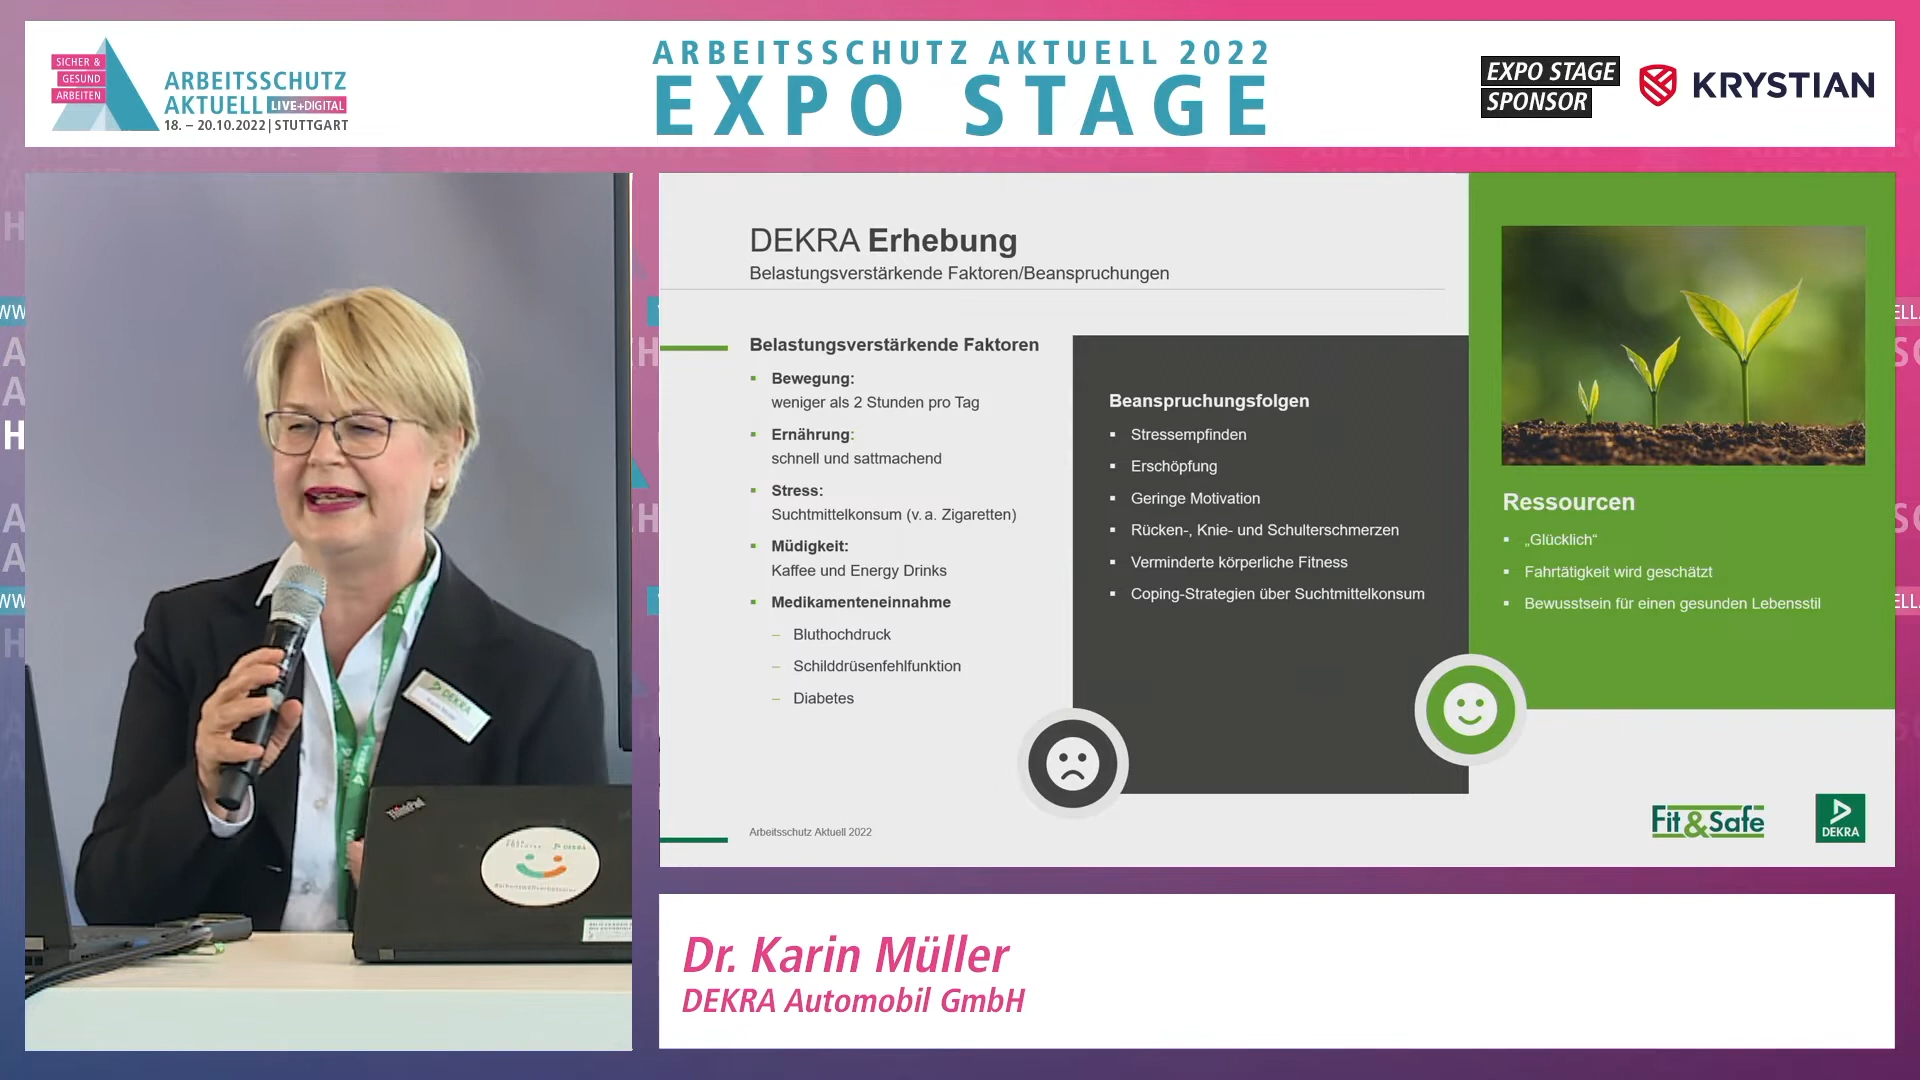 SICHER &
GESUND
ARBEITEN
ARBEITSSCHUTZ
AKTUELL LIVE+DIGITAL
18. – 20.10.2022 | STUTTGART
ARBEITSSCHUTZ AKTUELL 2022
EXPO STAGE
EXPO STAGE
SPONSOR
KRYSTIAN
DEKRA Erhebung
Belastungsverstärkende Faktoren/Beanspruchungen
Belastungsverstärkende Faktoren
Bewegung:
weniger als 2 Stunden pro Tag
Ernährung:
schnell und sattmachend
Stress:
Suchtmittelkonsum (v. a. Zigaretten)
Müdigkeit:
Kaffee und Energy Drinks
Medikamenteneinnahme
– Bluthochdruck
– Schilddrüsenfehlfunktion
– Diabetes
Beanspruchungsfolgen
Stressempfinden
Erschöpfung
Geringe Motivation
Rücken-, Knie- und Schulterschmerzen
Verminderte körperliche Fitness
Coping-Strategien über Suchtmittelkonsum
Ressourcen
„Glücklich“
Fahrtätigkeit wird geschätzt
Bewusstsein für einen gesunden Lebensstil
Arbeitsschutz Aktuell 2022
Fit&Safe
DEKRA
DEKRA
ThinkPad
DEKRA
Dr. Karin Müller
DEKRA Automobil GmbH